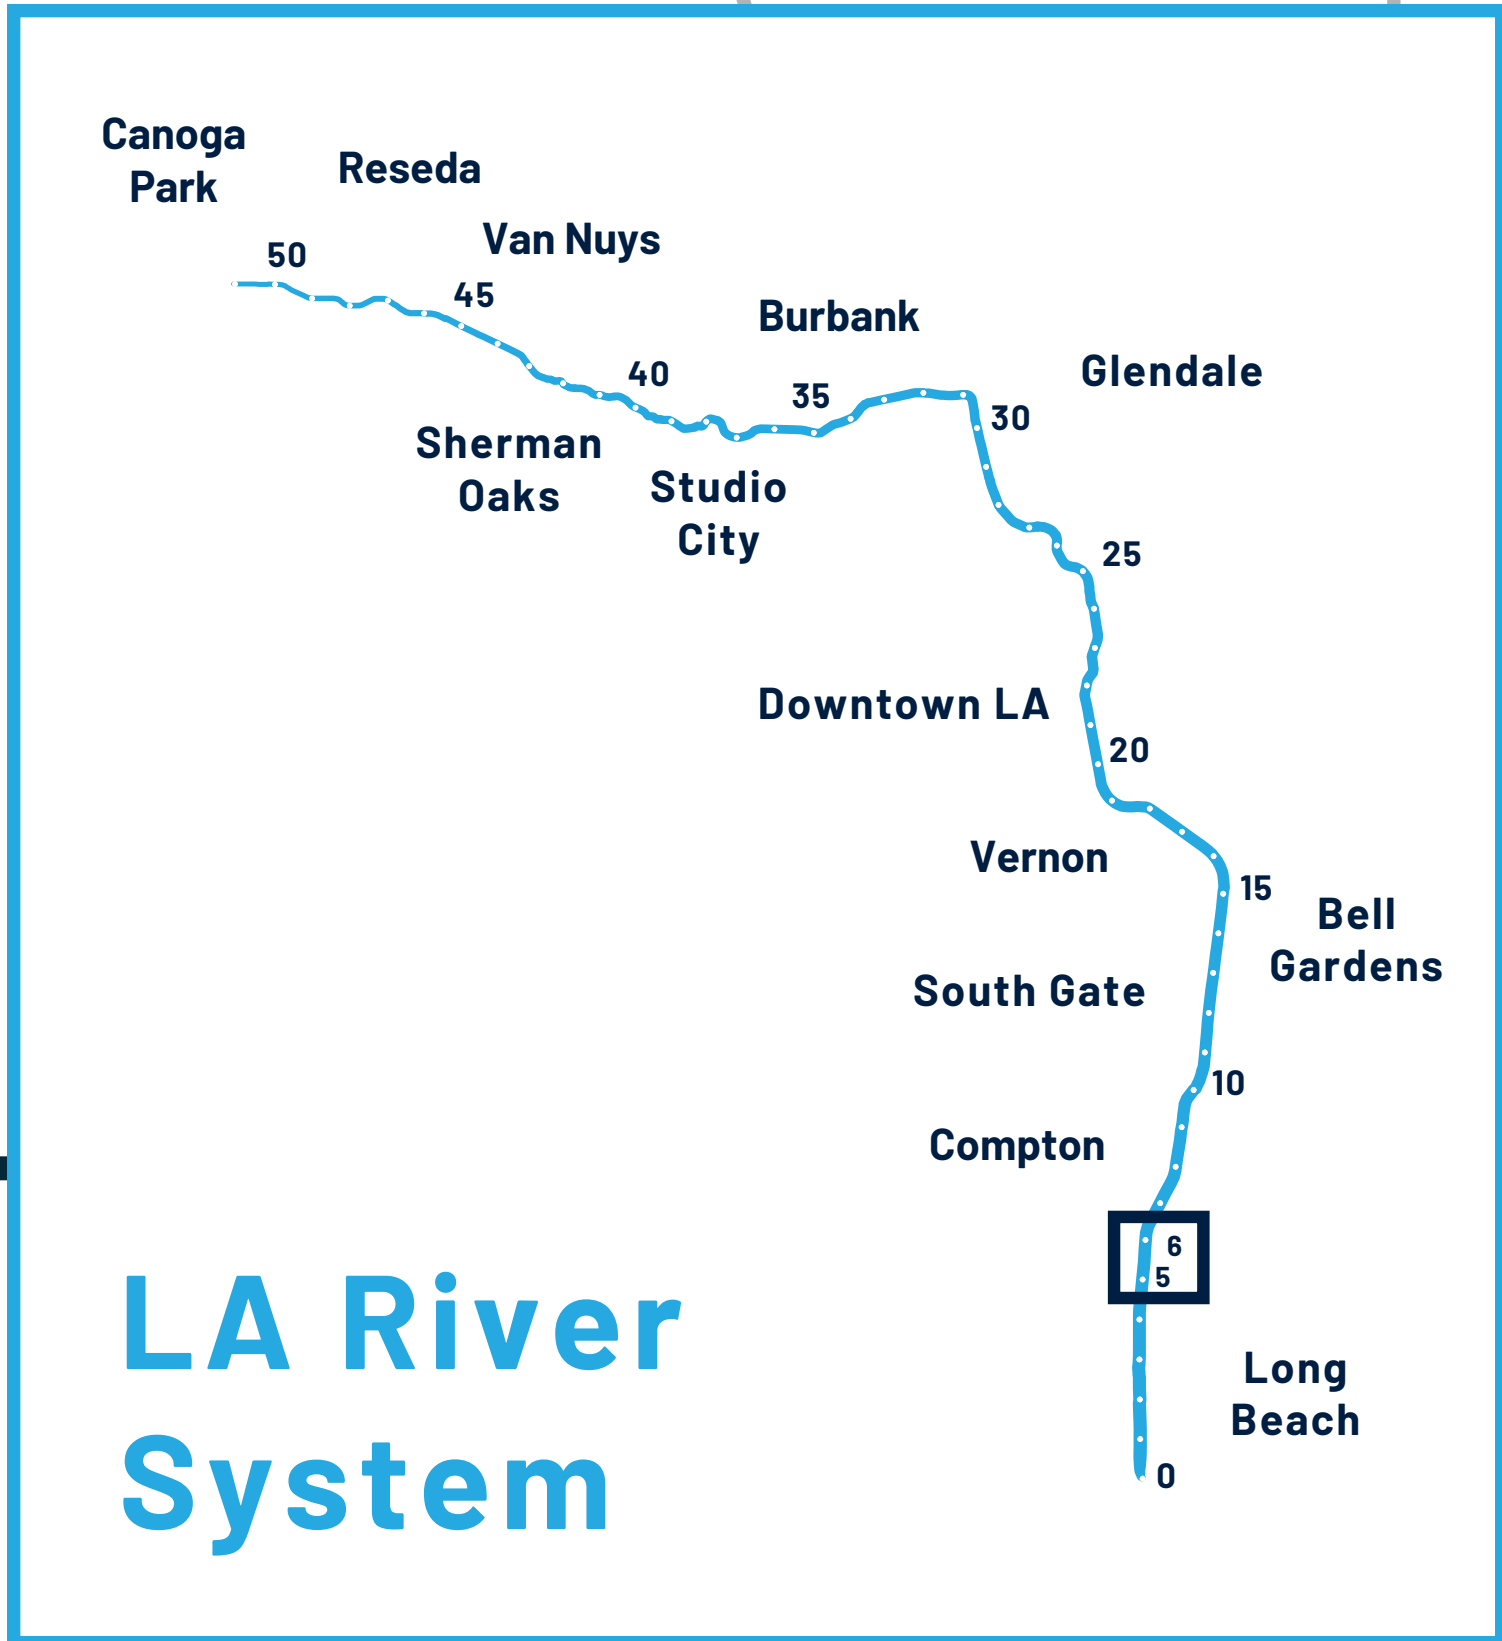 Canoga
Park
Reseda
Van Nuys
50
45
Burbank
Glendale
40
35
30
Sherman
Oaks
Studio
City
25
Downtown LA
20
Vernon
15
Bell
Gardens
South Gate
10
Compton
6
5
LA River
System
Long
Beach
0